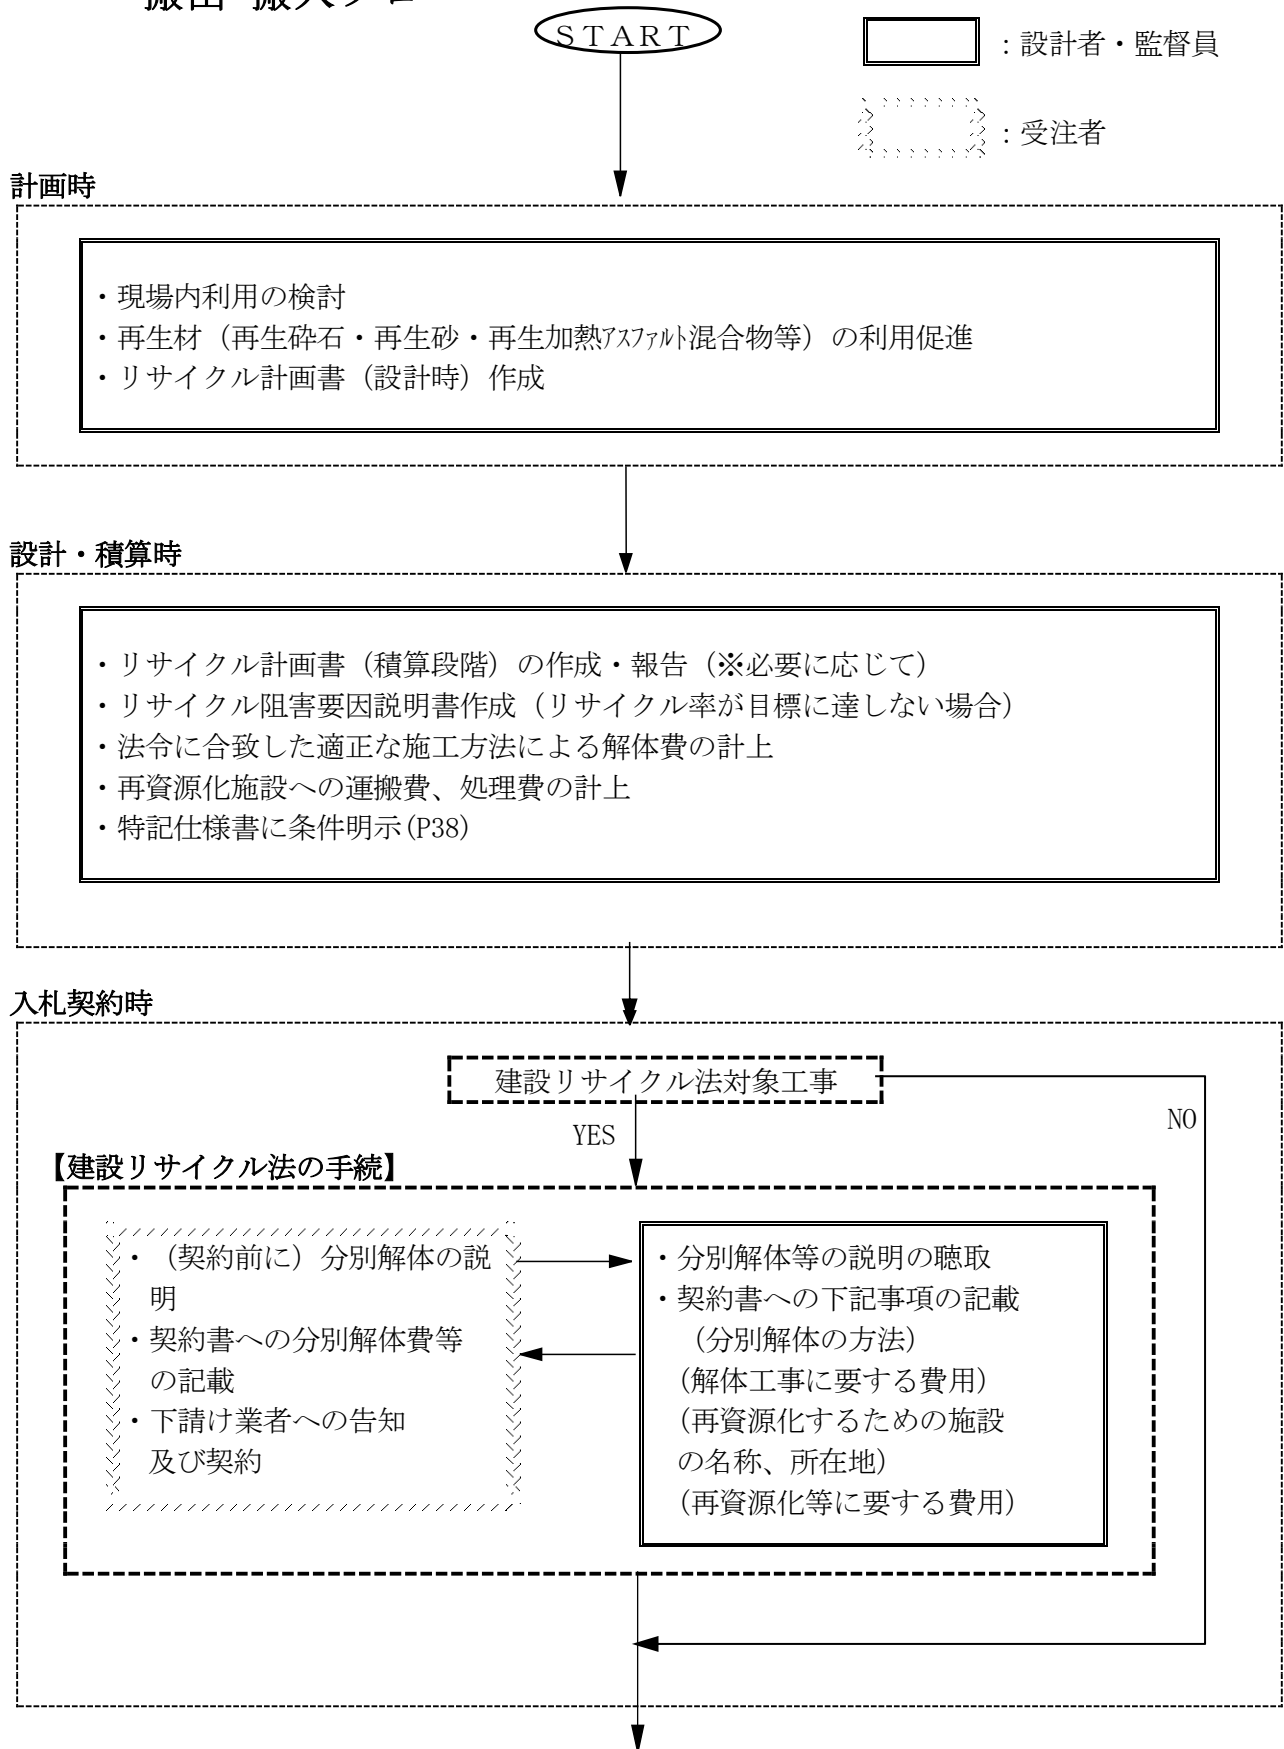 搬出・搬入フロー
START
：設計者・監督員
：受注者
計画時
・現場内利用の検討
・再生材（再生砕石・再生砂・再生加熱ｱｽﾌｧﾙﾄ混合物等）の利用促進
・リサイクル計画書（設計時）作成
設計・積算時
・リサイクル計画書（積算段階）の作成・報告（※必要に応じて）
・リサイクル阻害要因説明書作成（リサイクル率が目標に達しない場合）
・法令に合致した適正な施工方法による解体費の計上
・再資源化施設への運搬費、処理費の計上
・特記仕様書に条件明示(P38)
入札契約時
建設リサイクル法対象工事
NO
YES
【建設リサイクル法の手続】
・（契約前に）分別解体の説
明
・契約書への分別解体費等
の記載
・下請け業者への告知
及び契約
・分別解体等の説明の聴取
・契約書への下記事項の記載
（分別解体の方法）
（解体工事に要する費用）
（再資源化するための施設
の名称、所在地）
（再資源化等に要する費用）